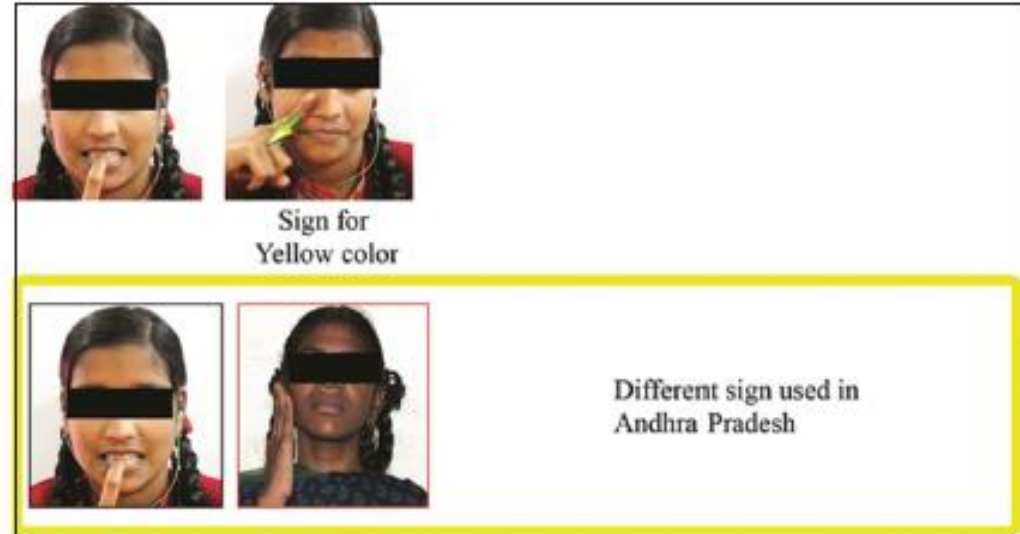 Sign for
Yellow color
Different sign used in
Andhra Pradesh